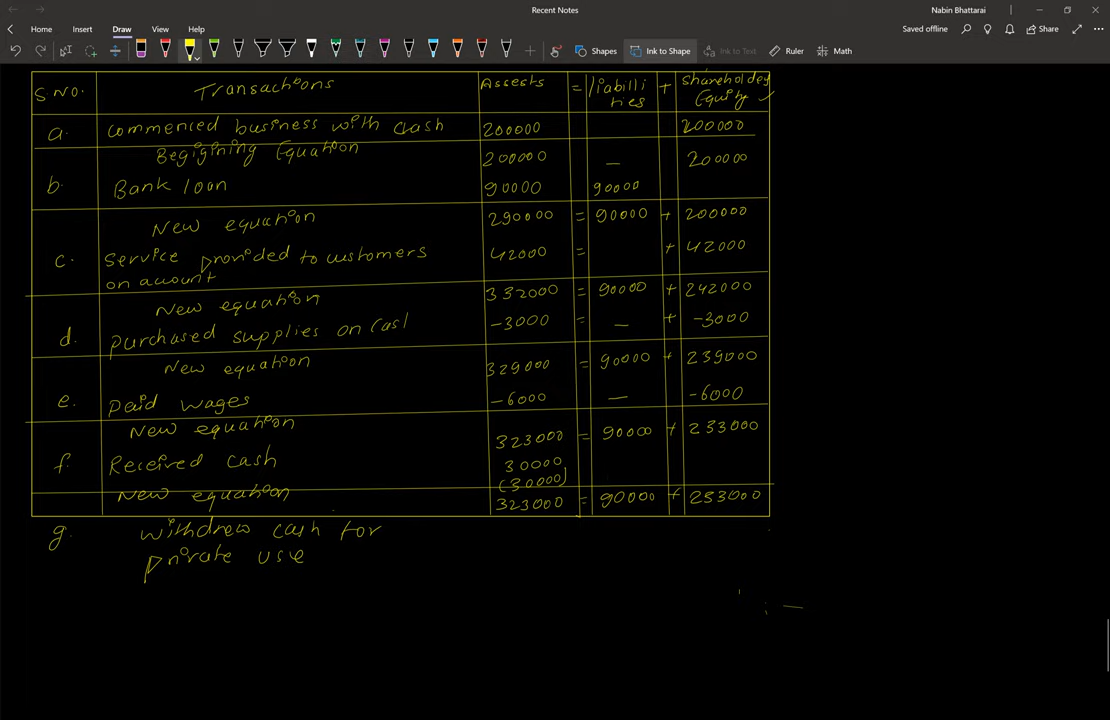 Recent Notes
Nabin Bhattarai
Home Insert Draw View Help
Saved offline Share
Shapes Ink to Shape Ink to Text Ruler Math
S NO. Transactions Assests = liabilities + Shareholder Equity
a. Commenced business with Cash 200000 200000
Begigining Equation 200000 — 200000
b. Bank loan 90000 90000
New equation 290000 = 90000 + 200000
c. Service provided to customers 42000 = + 42000
on account
New equation 332000 = 90000 + 242000
d. purchased supplies on Cash -3000 = — + -3000
New equation 329000 = 90000 + 239000
e. paid wages -6000 — -6000
New equation 323000 = 90000 + 233000
f. Received cash 30000
(30000)
New equation 323000 = 90000 + 233000
g. withdrew cash for
private use